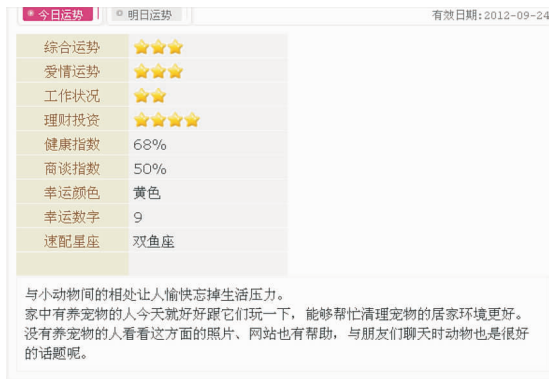 今日运势 明日运势 有效日期:2012-09-24
综合运势
爱情运势
工作状况
理财投资
健康指数 68%
商谈指数 50%
幸运颜色 黄色
幸运数字 9
速配星座 双鱼座
与小动物间的相处让人愉快忘掉生活压力。
家中有养宠物的人今天就好好跟它们玩一下，能够帮忙清理宠物的居家环境更好。
没有养宠物的人看看这方面的照片、网站也有帮助，与朋友们聊天时动物也是很好
的话题呢。